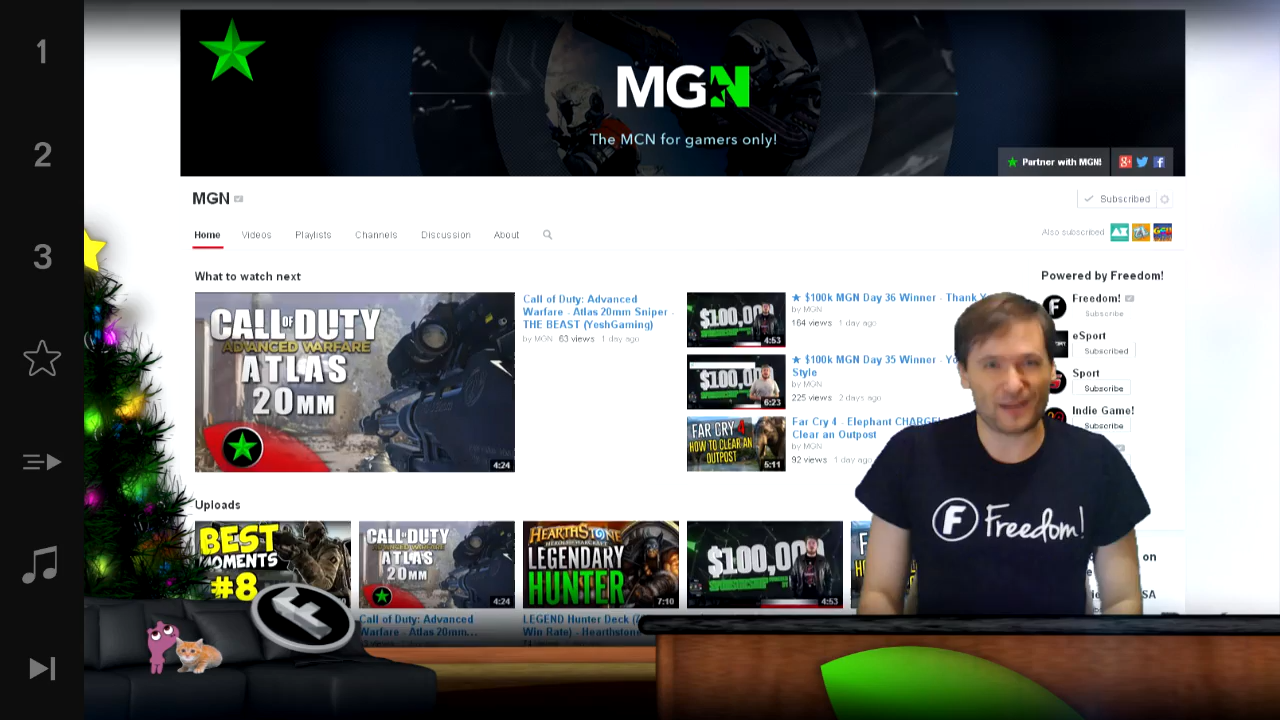 1
2
3
MGN
The MCN for gamers only!
Partner with MGN!
MGN
Subscribed
Home Videos Playlists Channels Discussion About
Also subscribed
What to watch next
Powered by Freedom!
CALL OF DUTY
ADVANCED WARFARE
ATLAS
20MM
4:24
Call of Duty: Advanced
Warfare - Atlas 20mm Sniper -
THE BEAST (YeshGaming)
by MGN 63 views 1 day ago
$100,00
4:53
★ $100k MGN Day 36 Winner - Thank Y
by MGN
164 views 1 day ago
$100,0
6:23
★ $100k MGN Day 35 Winner - Yo
Style
by MGN
225 views 2 days ago
FAR CRY 4
HOW TO CLEAR AN
OUTPOST
5:11
Far Cry 4 - Elephant CHARGE!
Clear an Outpost
by MGN
92 views 1 day ago
Freedom!
Subscribe
eSport
Subscribed
Sport
Subscribe
Indie Game!
Subscribe
F Freedom!
Uploads
BEST
MOMENTS
#8
CALL OF DUTY
ADVANCED WARFARE
ATLAS
20MM
4:24
Call of Duty: Advanced
Warfare - Atlas 20mm...
HEARTHSTONE
HEROES OF WARCRAFT
LEGENDARY
HUNTER
7:10
LEGEND Hunter Deck (
Win Rate) - Hearthston
$100,000
4:53
on
SA
F